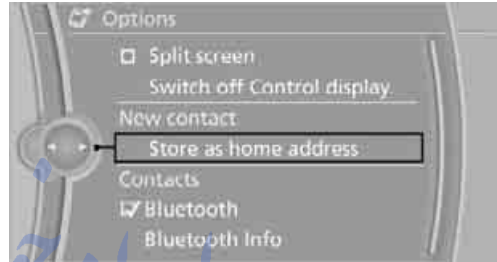 Options
Split screen
Switch off Control display
New contact
Store as home address
Contacts
Bluetooth
Bluetooth Info